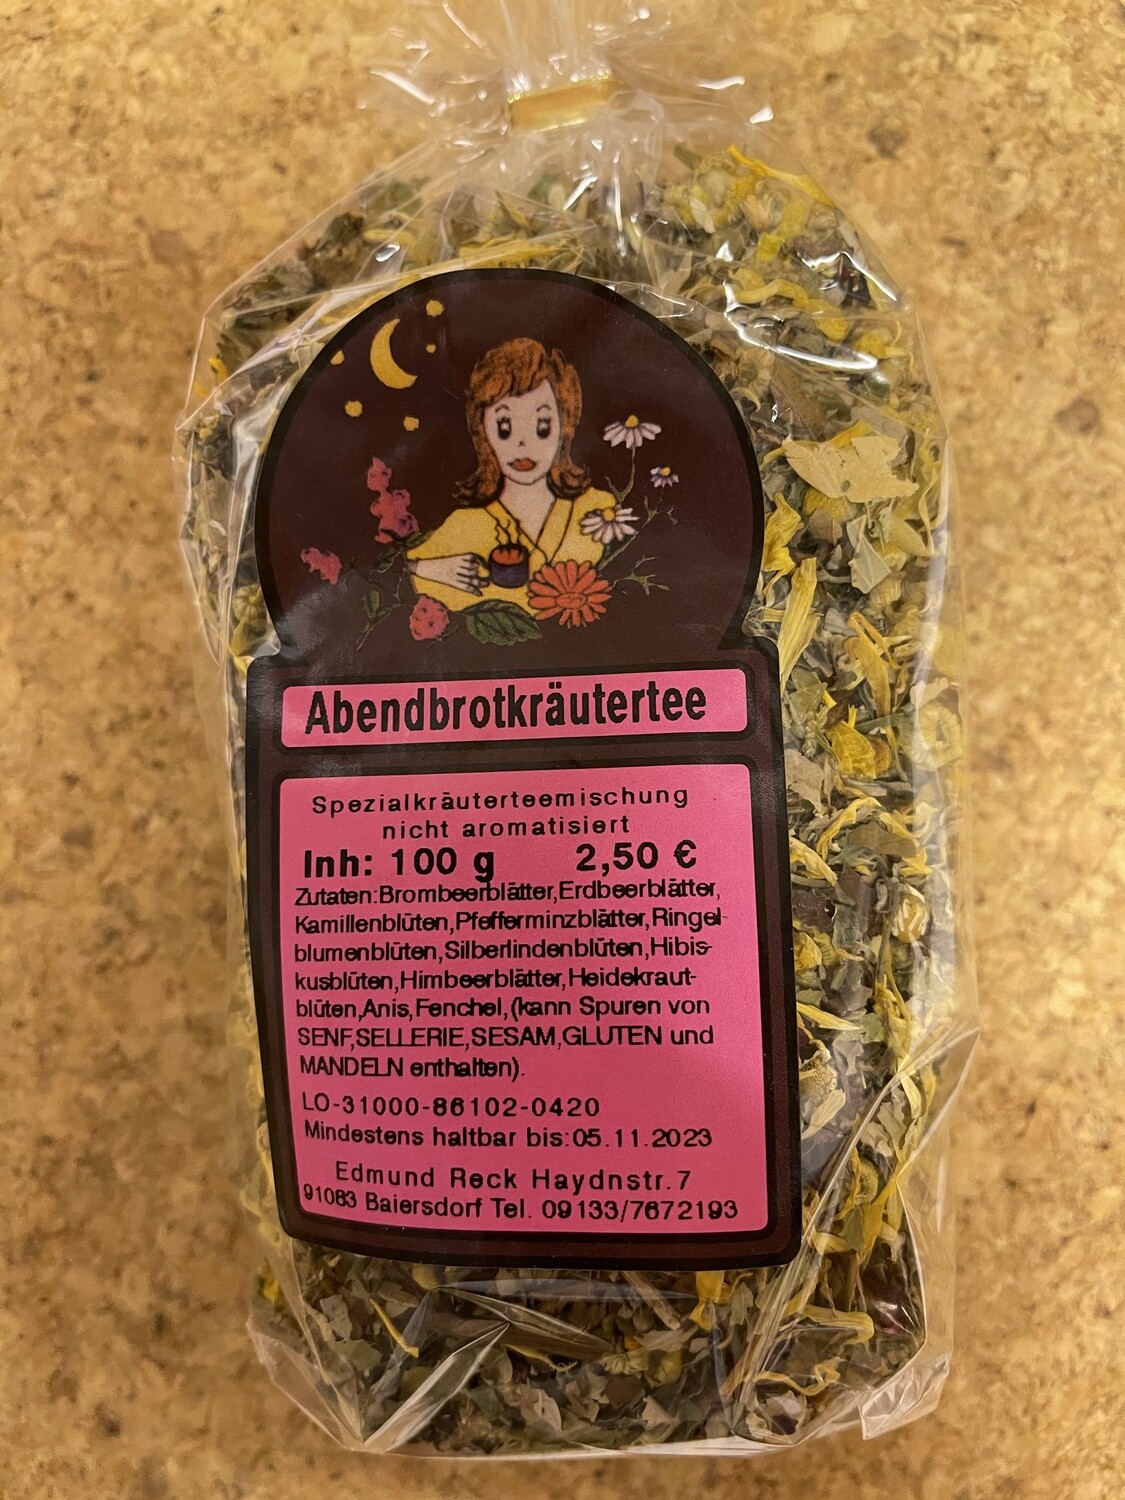 Abendbrotkräutertee
Spezialkräuterteemischung
nicht aromatisiert
Inh: 100 g 2,50 €
Zutaten:Brombeerblätter,Erdbeerblätter,
Kamillenblüten,Pfefferminzblätter,Ringel-
blumenblüten,Silberlindenblüten,Hibis-
kusblüten,Himbeerblätter,Heidekraut-
blüten,Anis,Fenchel,(kann Spuren von
SENF,SELLERIE,SESAM,GLUTEN und
MANDELN enthalten).
LO-31000-86102-0420
Mindestens haltbar bis:05.11.2023
Edmund Reck Haydnstr.7
91083 Baiersdorf Tel. 09133/7672193